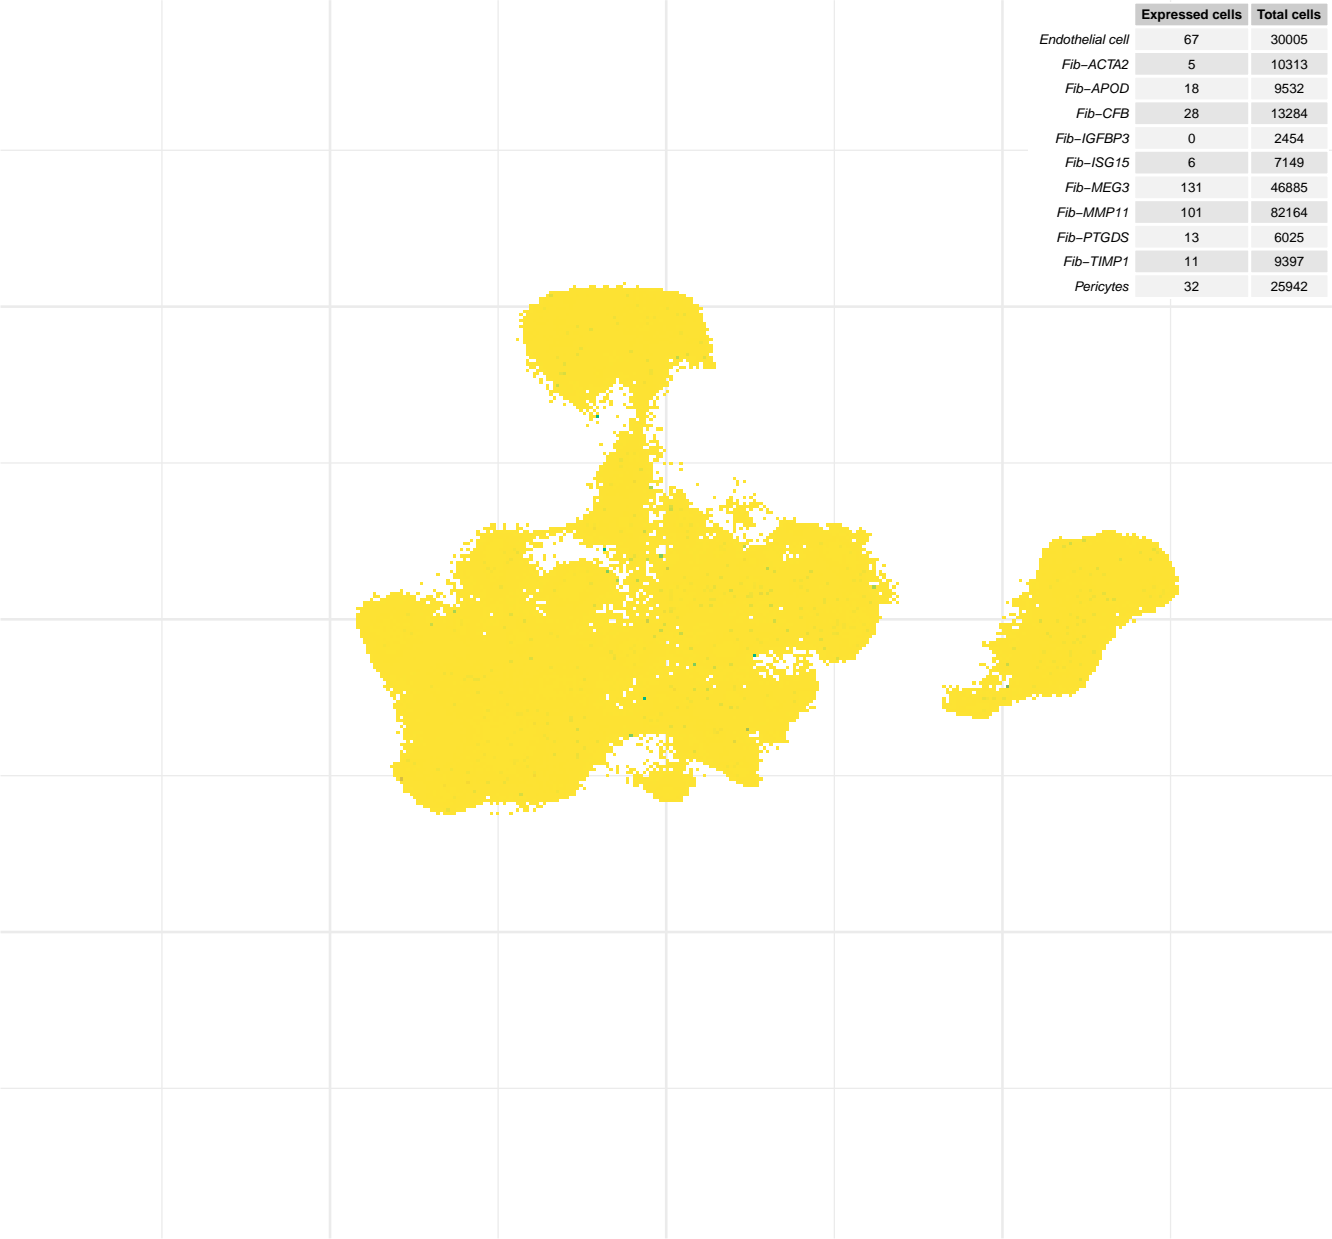 Expressed cells Total cells
Endothelial cell 67 30005
Fib−ACTA2 5 10313
Fib−APOD 18 9532
Fib−CFB 28 13284
Fib−IGFBP3 0 2454
Fib−ISG15 6 7149
Fib−MEG3 131 46885
Fib−MMP11 101 82164
Fib−PTGDS 13 6025
Fib−TIMP1 11 9397
Pericytes 32 25942